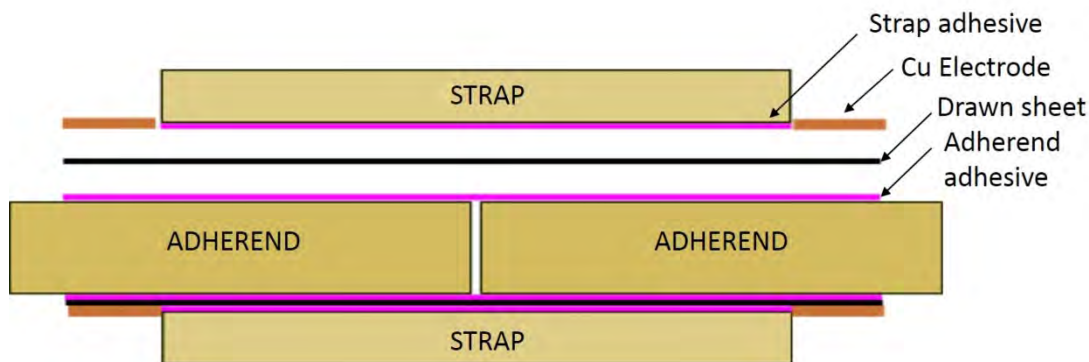 Strap adhesive
Cu Electrode
STRAP
Drawn sheet
Adherend
adhesive
ADHEREND
ADHEREND
STRAP